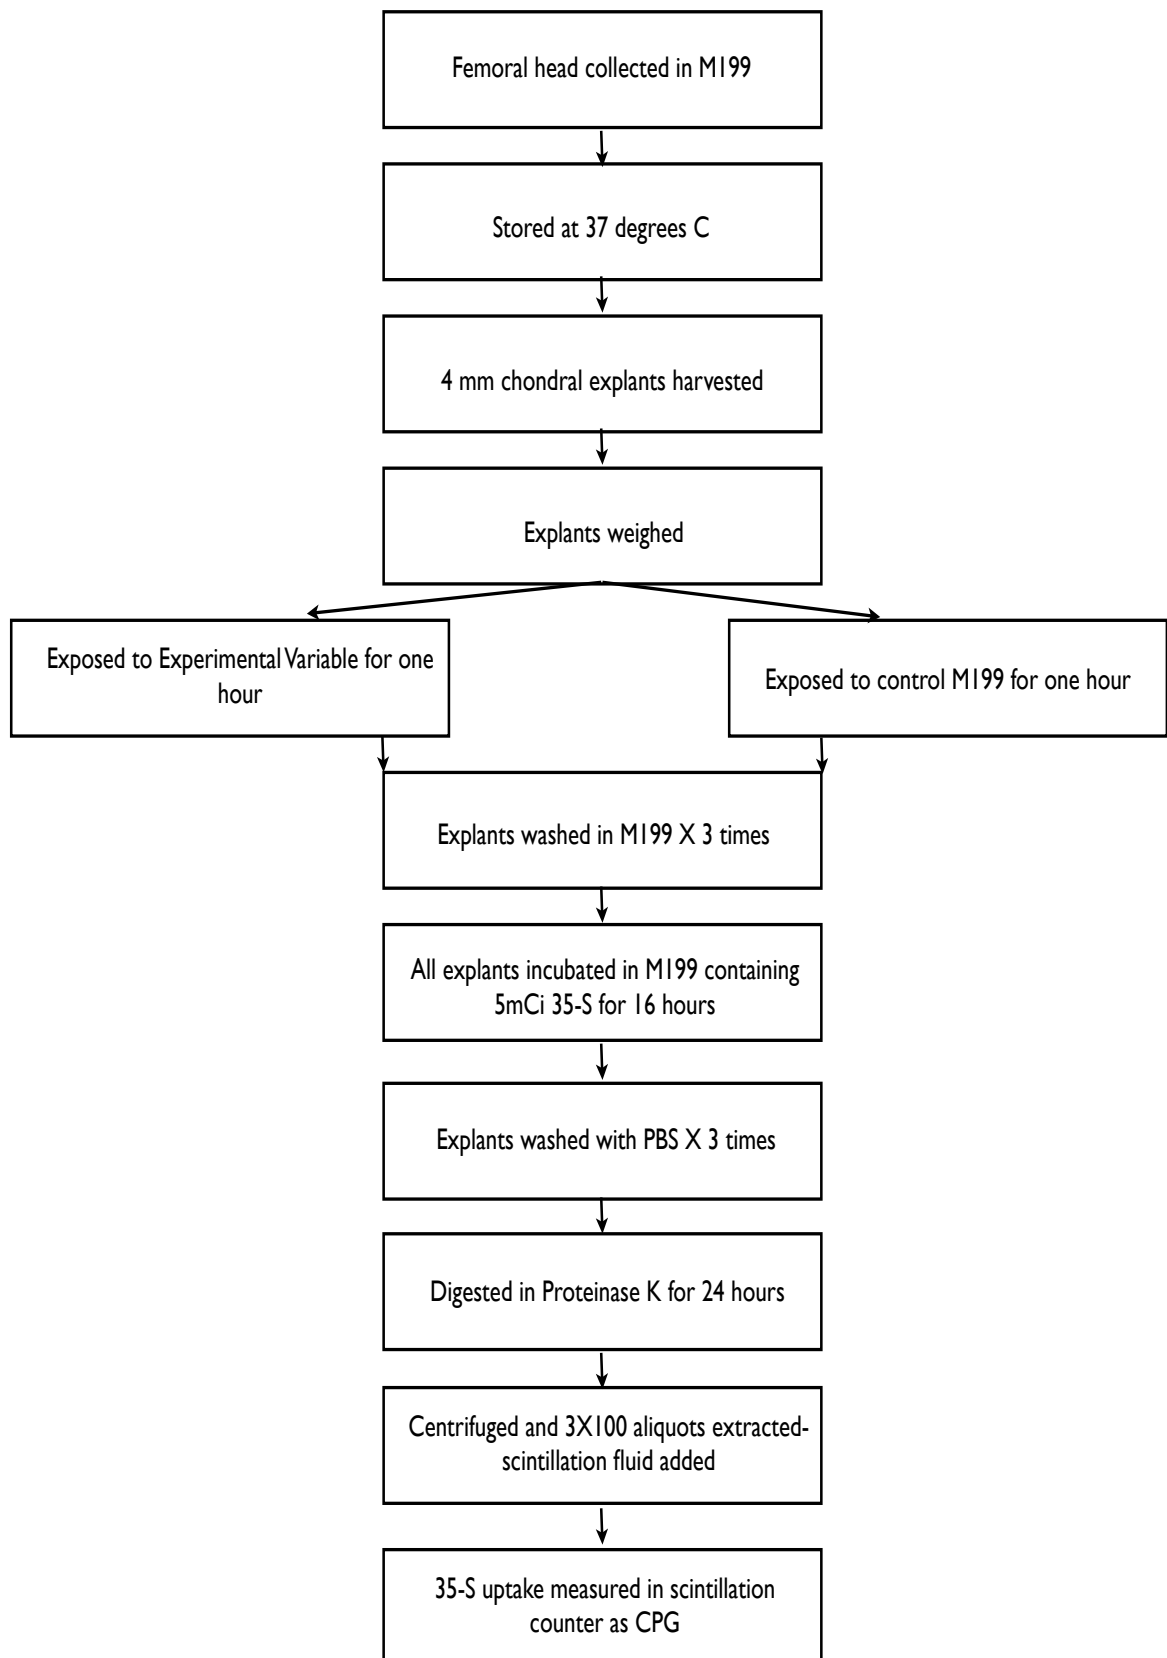 Femoral head collected in M199
Stored at 37 degrees C
4 mm chondral explants harvested
Explants weighed
Exposed to Experimental Variable for one
hour
Exposed to control M199 for one hour
Explants washed in M199 X 3 times
All explants incubated in M199 containing
5mCi 35-S for 16 hours
Explants washed with PBS X 3 times
Digested in Proteinase K for 24 hours
Centrifuged and 3X100 aliquots extracted-
scintillation fluid added
35-S uptake measured in scintillation
counter as CPG